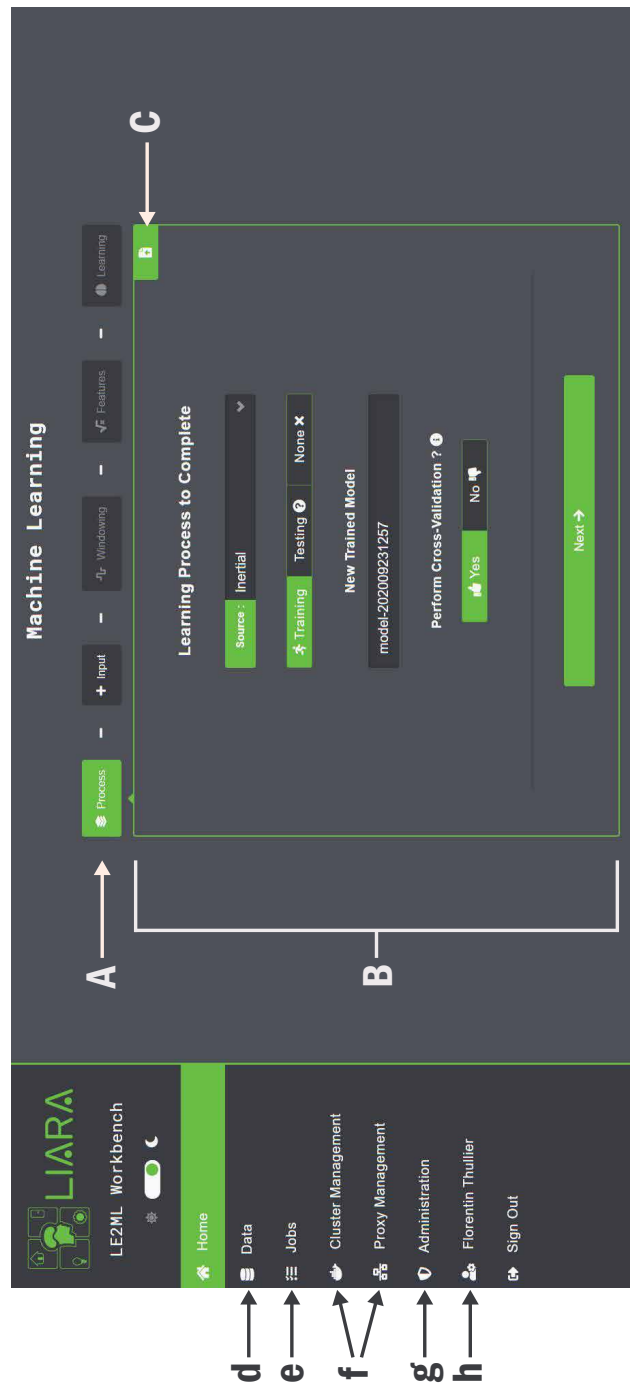 LIARA
LE2ML Workbench
Home
d
Data
e
Jobs
f
Cluster Management
Proxy Management
g
Administration
h
Florentin Thullier
Sign Out
Machine Learning
A
Process
Input
Windowing
Features
Learning
B
C
Learning Process to Complete
Source : Inertial
Training Testing None
New Trained Model
model-202009231257
Perform Cross-Validation ?
Yes No
Next →